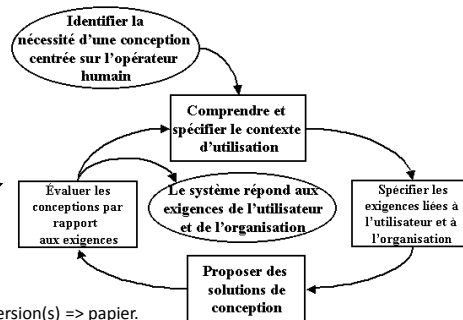 Identifier la
nécessité d'une conception
centrée sur l'opérateur
humain
Comprendre et
spécifier le contexte
d'utilisation
Évaluer les
conceptions par
rapport
aux exigences
Le système répond aux
exigences de l'utilisateur
et de l'organisation
Spécifier les
exigences liées à
l'utilisateur et à
l'organisation
Proposer des
solutions de
conception
ersion(s) => papier.